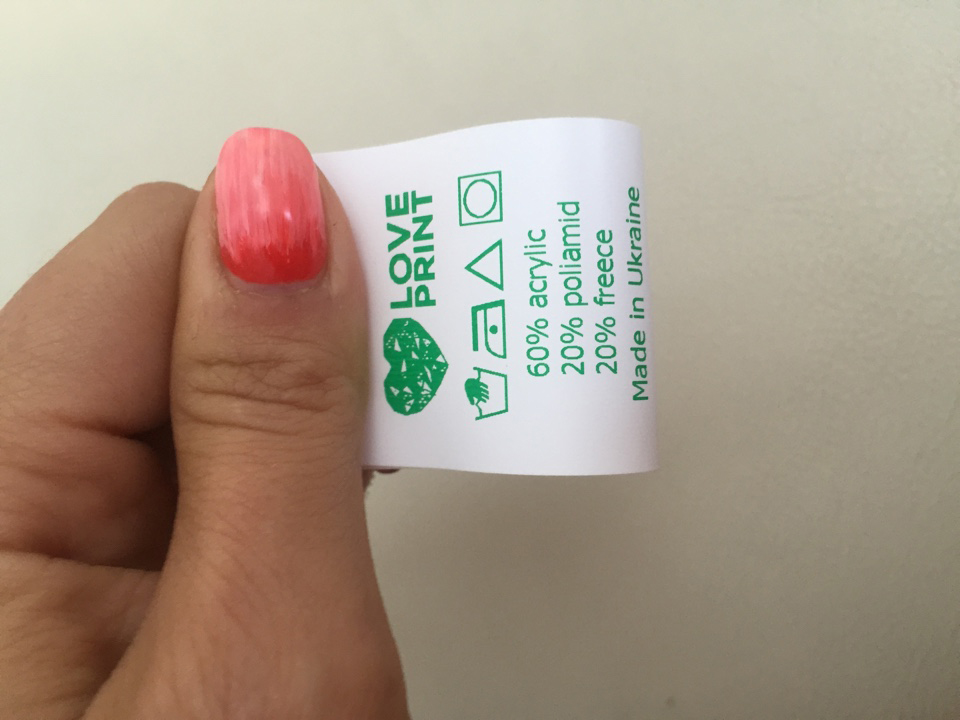 LOVE
PRINT
60% acrylic
20% poliamid
20% freece
Made in Ukraine